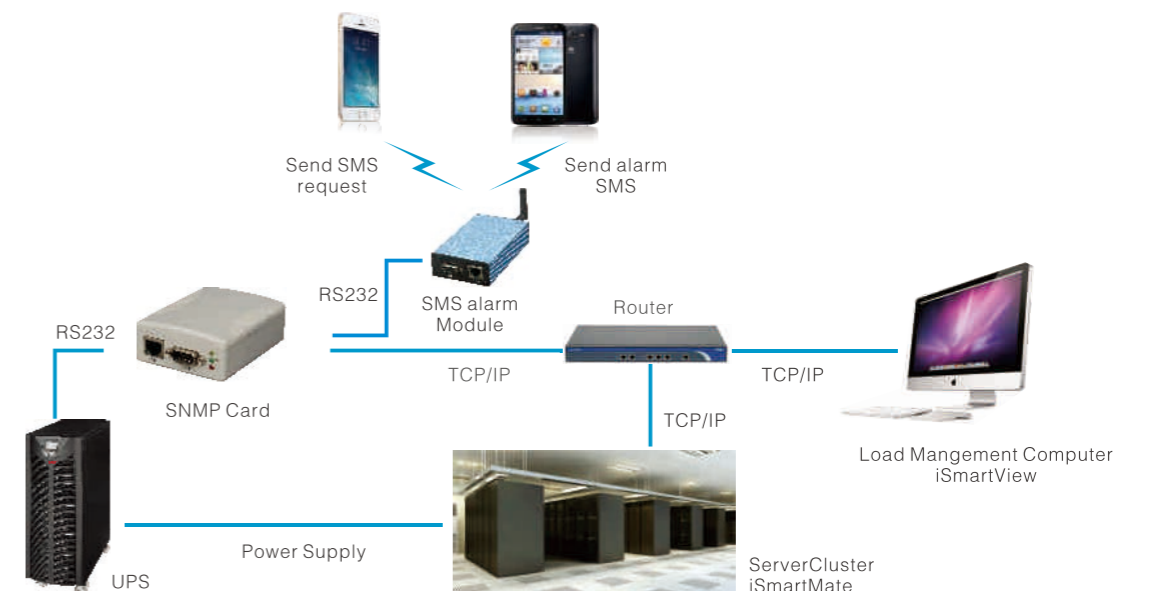 Send SMS
request
Send alarm
SMS
RS232
SMS alarm
Module
Router
RS232
TCP/IP
TCP/IP
SNMP Card
TCP/IP
Load Mangement Computer
iSmartView
Power Supply
UPS
ServerCluster
iSmartMate